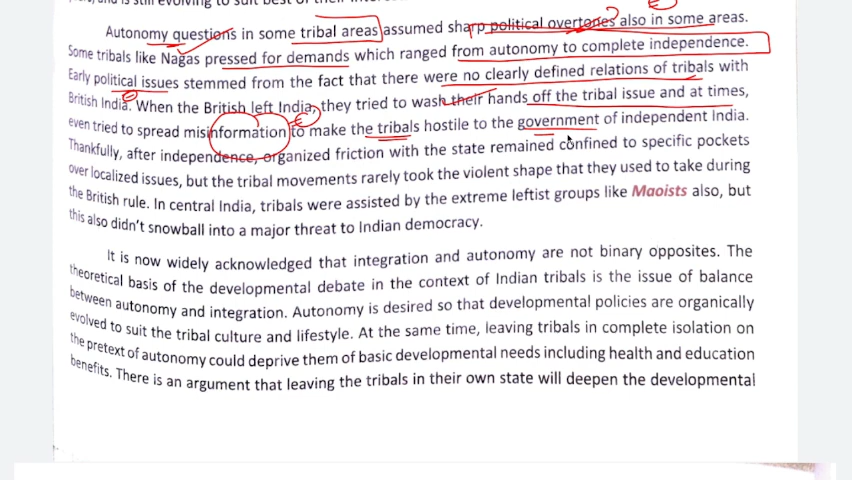 Autonomy questions in some tribal areas assumed sharp political overtones also in some areas.
Some tribals like Nagas pressed for demands which ranged from autonomy to complete independence.
Early political issues stemmed from the fact that there were no clearly defined relations of tribals with
British India. When the British left India, they tried to wash their hands off the tribal issue and at times,
even tried to spread misinformation to make the tribals hostile to the government of independent India.
Thankfully, after independence, organized friction with the state remained confined to specific pockets
over localized issues, but the tribal movements rarely took the violent shape that they used to take during
the British rule. In central India, tribals were assisted by the extreme leftist groups like Maoists also, but
this also didn't snowball into a major threat to Indian democracy.
It is now widely acknowledged that integration and autonomy are not binary opposites. The
theoretical basis of the developmental debate in the context of Indian tribals is the issue of balance
between autonomy and integration. Autonomy is desired so that developmental policies are organically
evolved to suit the tribal culture and lifestyle. At the same time, leaving tribals in complete isolation on
the pretext of autonomy could deprive them of basic developmental needs including health and education
benefits. There is an argument that leaving the tribals in their own state will deepen the developmental